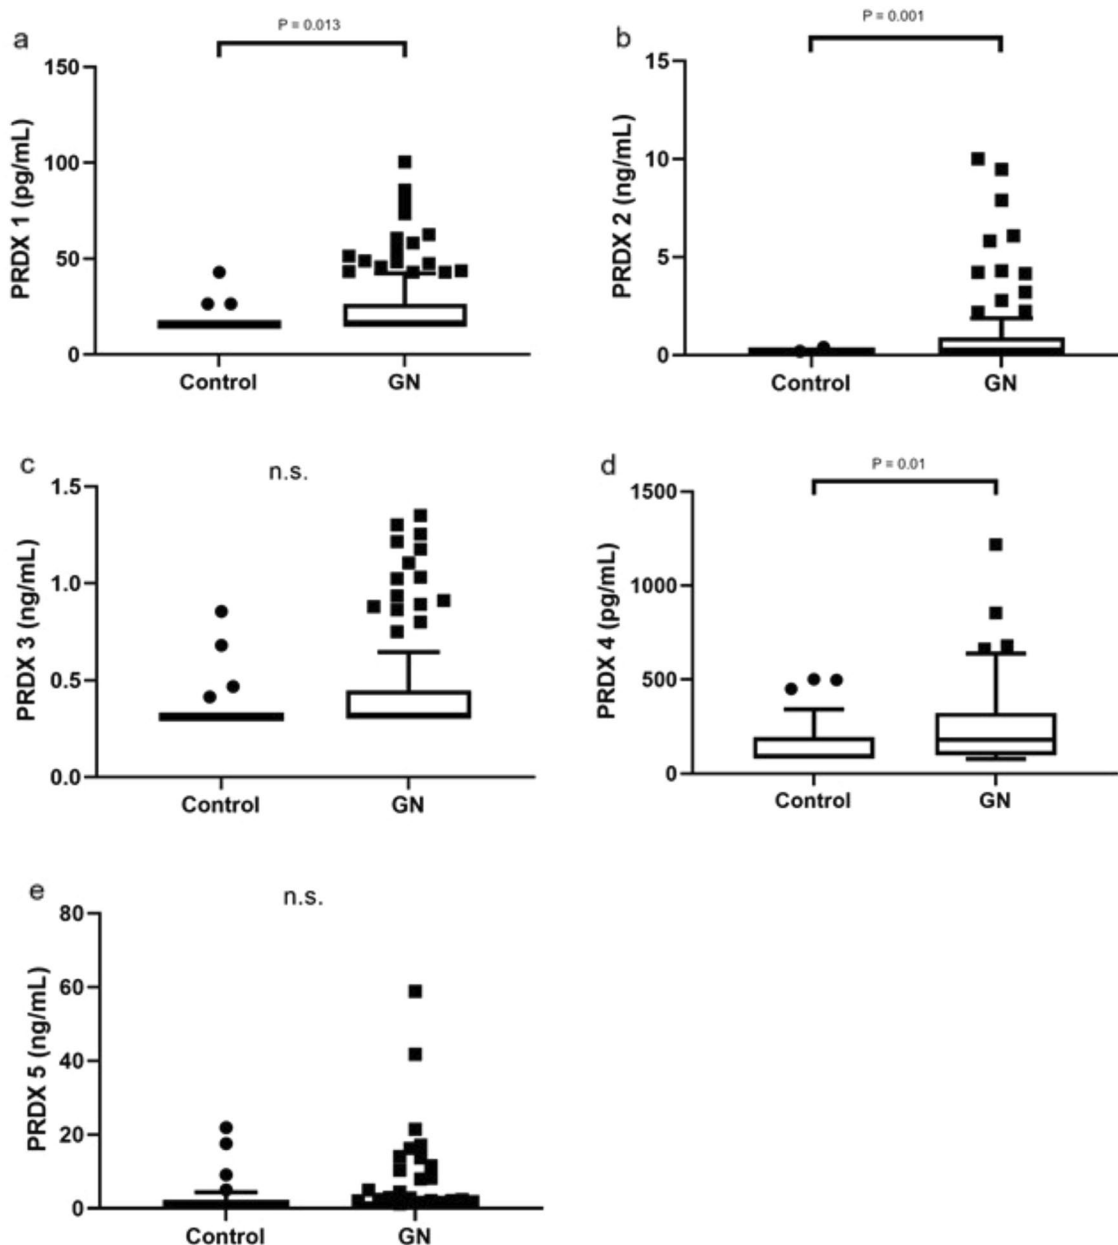 a
P = 0.013
PRDX 1 (pg/mL)
150
100
50
0
Control
GN
b
P = 0.001
PRDX 2 (ng/mL)
15
10
5
0
Control
GN
c
n.s.
PRDX 3 (ng/mL)
1.5
1.0
0.5
0.0
Control
GN
d
P = 0.01
PRDX 4 (pg/mL)
1500
1000
500
0
Control
GN
e
n.s.
PRDX 5 (ng/mL)
80
60
40
20
0
Control
GN